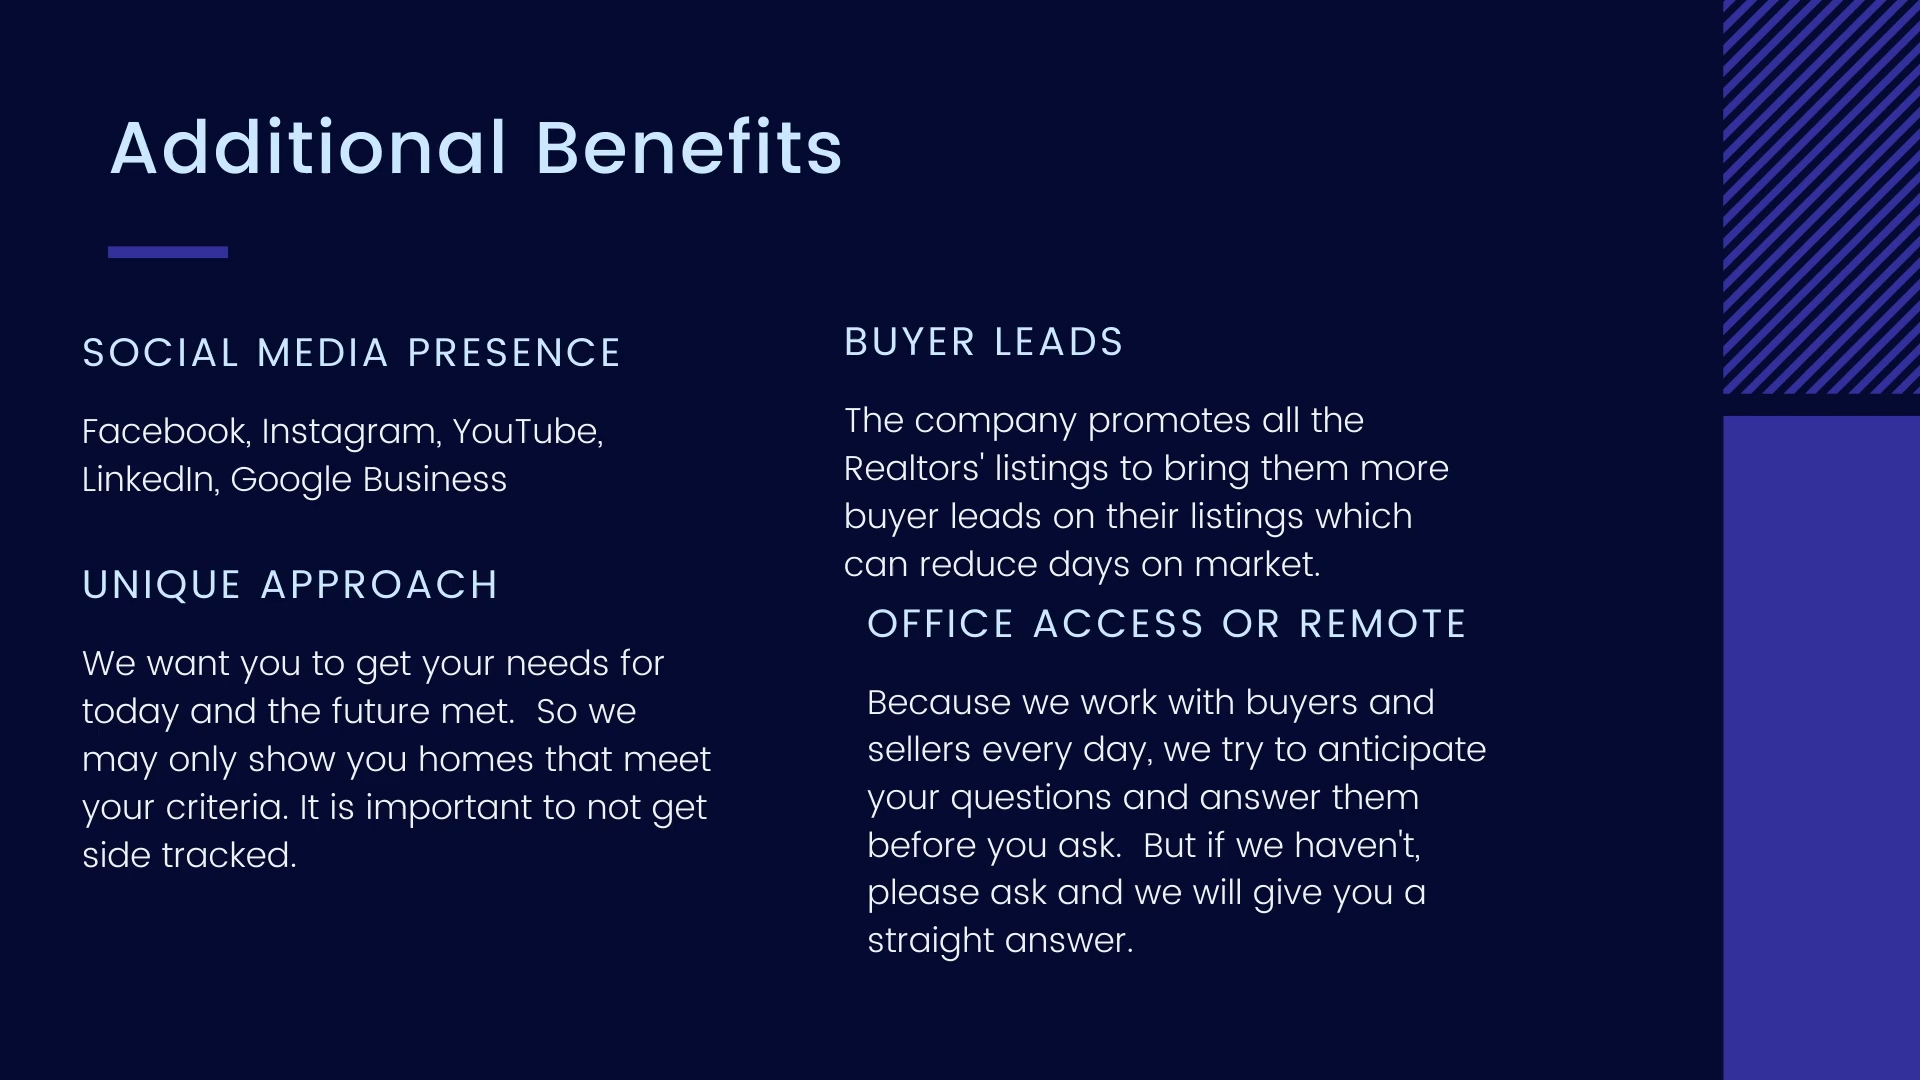 Additional Benefits
SOCIAL MEDIA PRESENCE
Facebook, Instagram, YouTube,
LinkedIn, Google Business
UNIQUE APPROACH
We want you to get your needs for
today and the future met.  So we
may only show you homes that meet
your criteria. It is important to not get
side tracked.
BUYER LEADS
The company promotes all the
Realtors' listings to bring them more
buyer leads on their listings which
can reduce days on market.
OFFICE ACCESS OR REMOTE
Because we work with buyers and
sellers every day, we try to anticipate
your questions and answer them
before you ask.  But if we haven't,
please ask and we will give you a
straight answer.